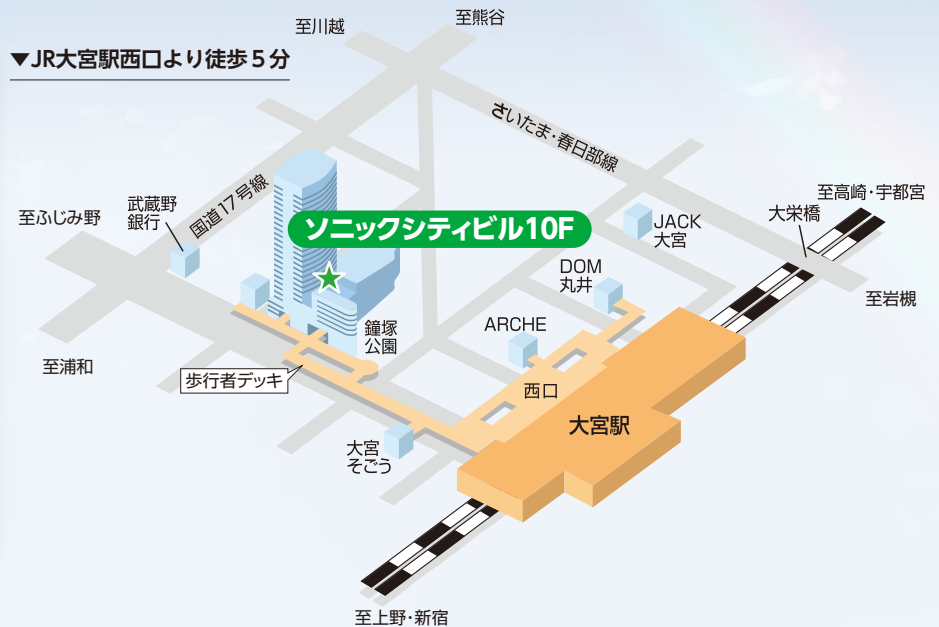 至川越
至熊谷
▼JR大宮駅西口より徒歩5分
さいたま・春日部線
国道17号線
武蔵野
銀行
至ふじみ野
ソニックシティビル10F
JACK
大宮
至高崎・宇都宮
大栄橋
DOM
丸井
至岩槻
ARCHE
鐘塚
公園
至浦和
歩行者デッキ
西口
大宮駅
大宮
そごう
至上野・新宿